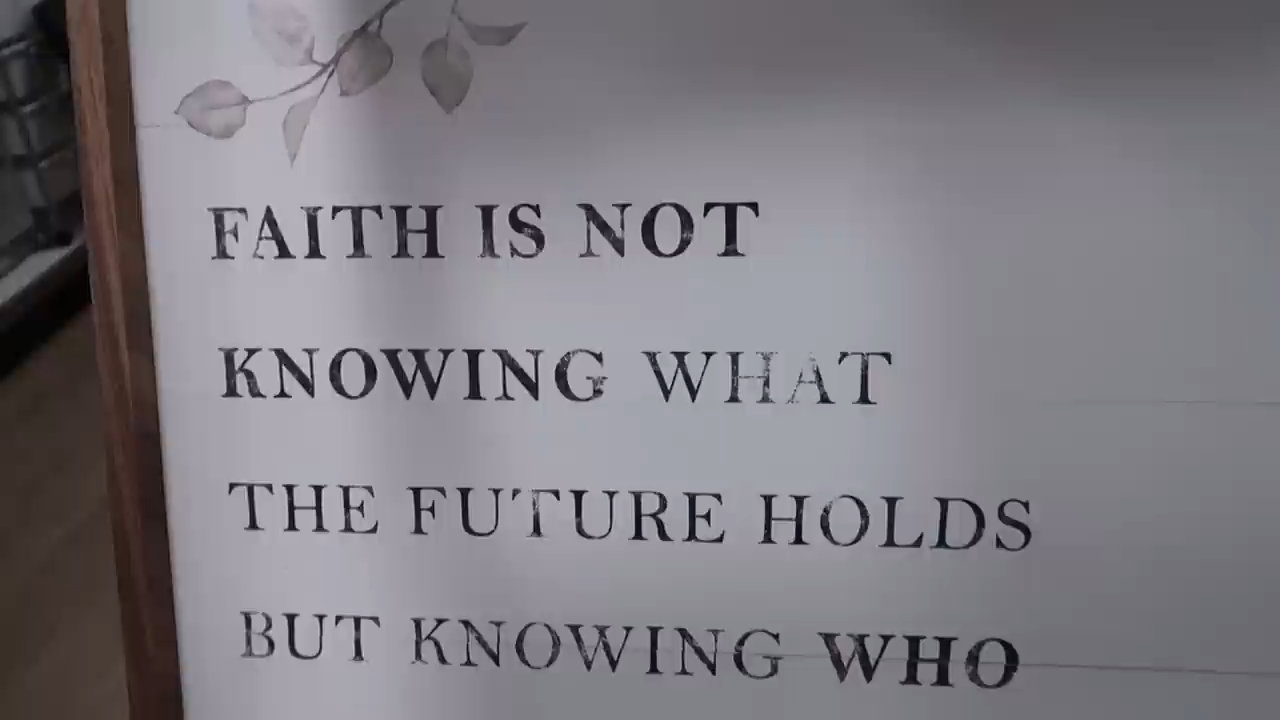 FAITH IS NOT
KNOWING WHAT
THE FUTURE HOLDS
BUT KNOWING WHO